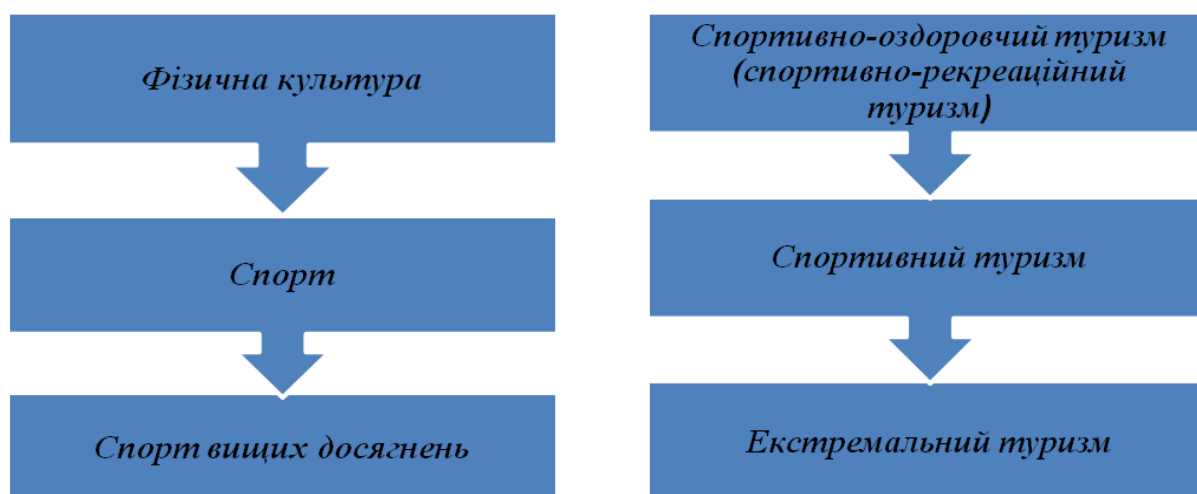 Фізична культура
Спорт
Спорт вищих досягнень
Спортивно-оздоровчий туризм
(спортивно-рекреаційний
туризм)
Спортивний туризм
Екстремальний туризм